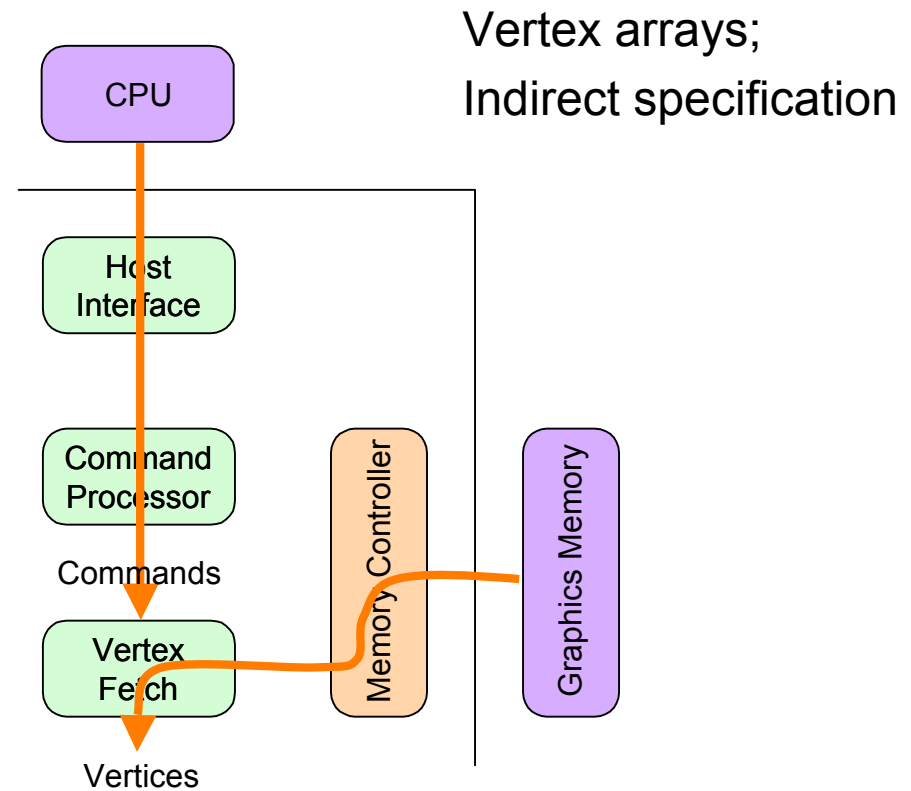 Vertex arrays;
Indirect specification
CPU
Host
Interface
Command
Processor
Commands
Vertex
Fetch
Vertices
Memory Controller
Graphics Memory